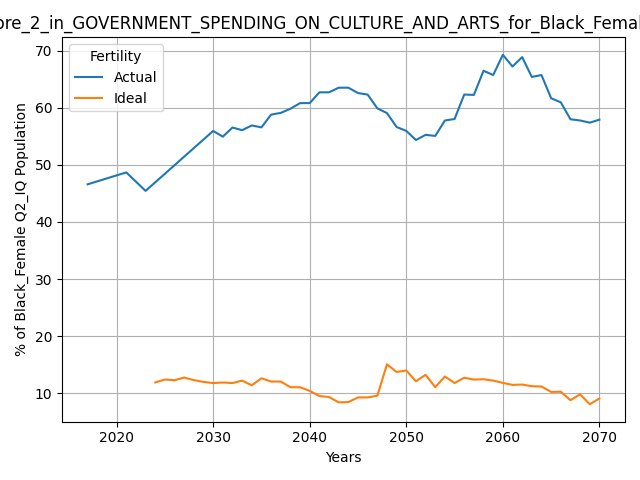 ore_2_in_GOVERNMENT_SPENDING_ON_CULTURE_AND_ARTS_for_Black_Femal
Fertility
Actual
Ideal
70
60
50
40
30
20
10
% of Black_Female Q2_IQ Population
2020 2030 2040 2050 2060 2070
Years